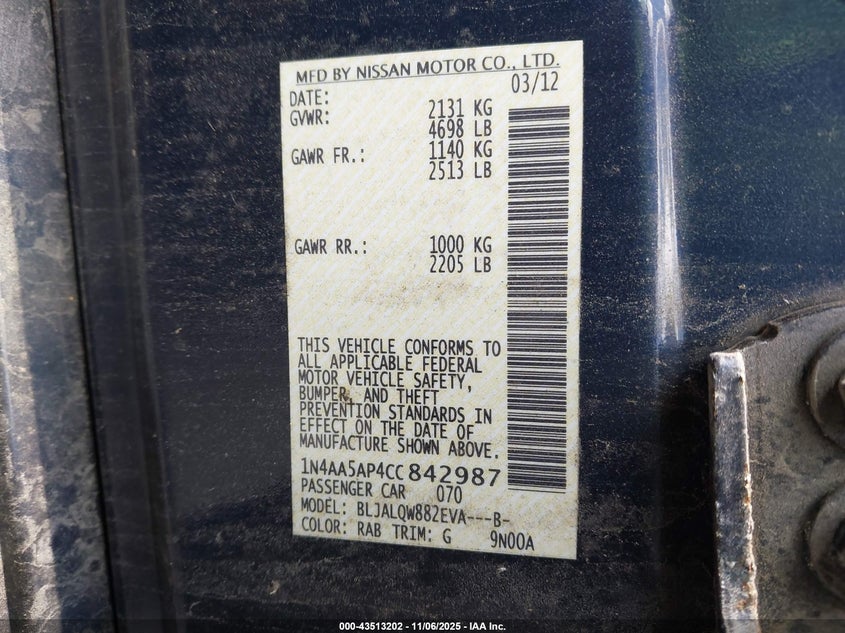 MFD BY NISSAN MOTOR CO., LTD.
DATE: 03/12
GVWR: 2131 KG
4698 LB
GAWR FR.: 1140 KG
2513 LB
GAWR RR.: 1000 KG
2205 LB
THIS VEHICLE CONFORMS TO
ALL APPLICABLE FEDERAL
MOTOR VEHICLE SAFETY,
BUMPER, AND THEFT
PREVENTION STANDARDS IN
EFFECT ON THE DATE OF
MANUFACTURE SHOWN ABOVE.
1N4AA5AP4CC842987
PASSENGER CAR 070
MODEL: BLJALQW882EVA---B-
COLOR: RAB TRIM: G 9N00A
000-43513202 - 11/06/2025 - IAA Inc.